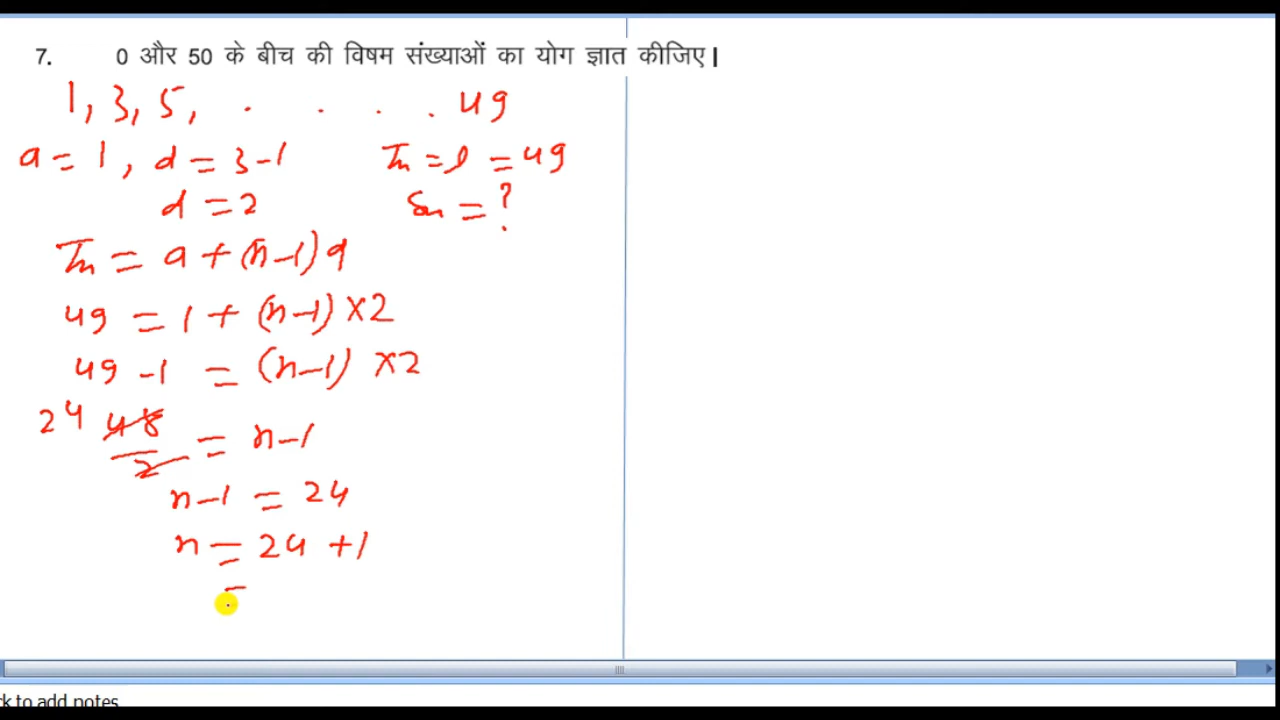 7. 0 और 50 के बीच की विषम संख्याओं का योग ज्ञात कीजिए।
1, 3, 5, . . . . 49
a = 1, d = 3-1 Tn = l = 49
d = 2 Sn = ?
Tn = a + (n-1) d
49 = 1 + (n-1) ×2
49 -1 = (n-1) ×2
24 48/2 = n-1
n-1 = 24
n = 24 +1
=
ck to add notes